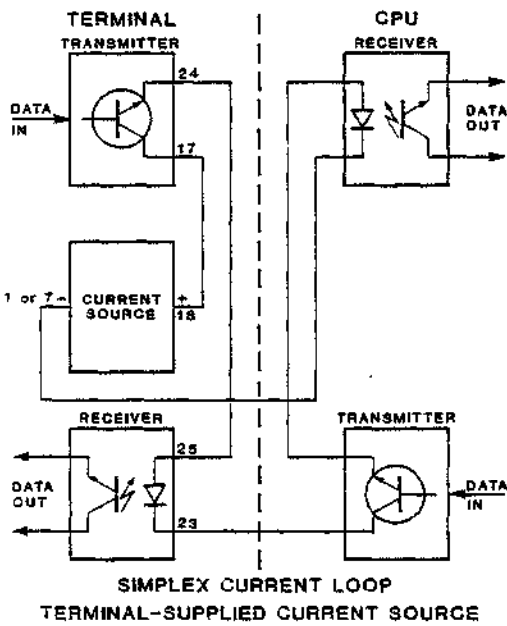 TERMINAL
TRANSMITTER
CPU
RECEIVER
24
DATA
IN
17
DATA
OUT
1 or 7 -
CURRENT
SOURCE
+
18
RECEIVER
25
DATA
OUT
23
TRANSMITTER
DATA
IN
SIMPLEX CURRENT LOOP
TERMINAL-SUPPLIED CURRENT SOURCE